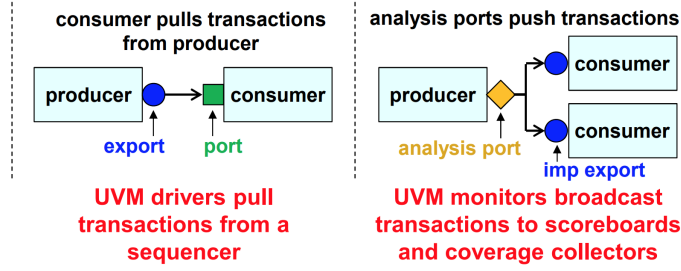 consumer pulls transactions
from producer
producer
consumer
export
port
UVM drivers pull
transactions from a
sequencer
analysis ports push transactions
producer
consumer
consumer
analysis port
imp export
UVM monitors broadcast
transactions to scoreboards
and coverage collectors